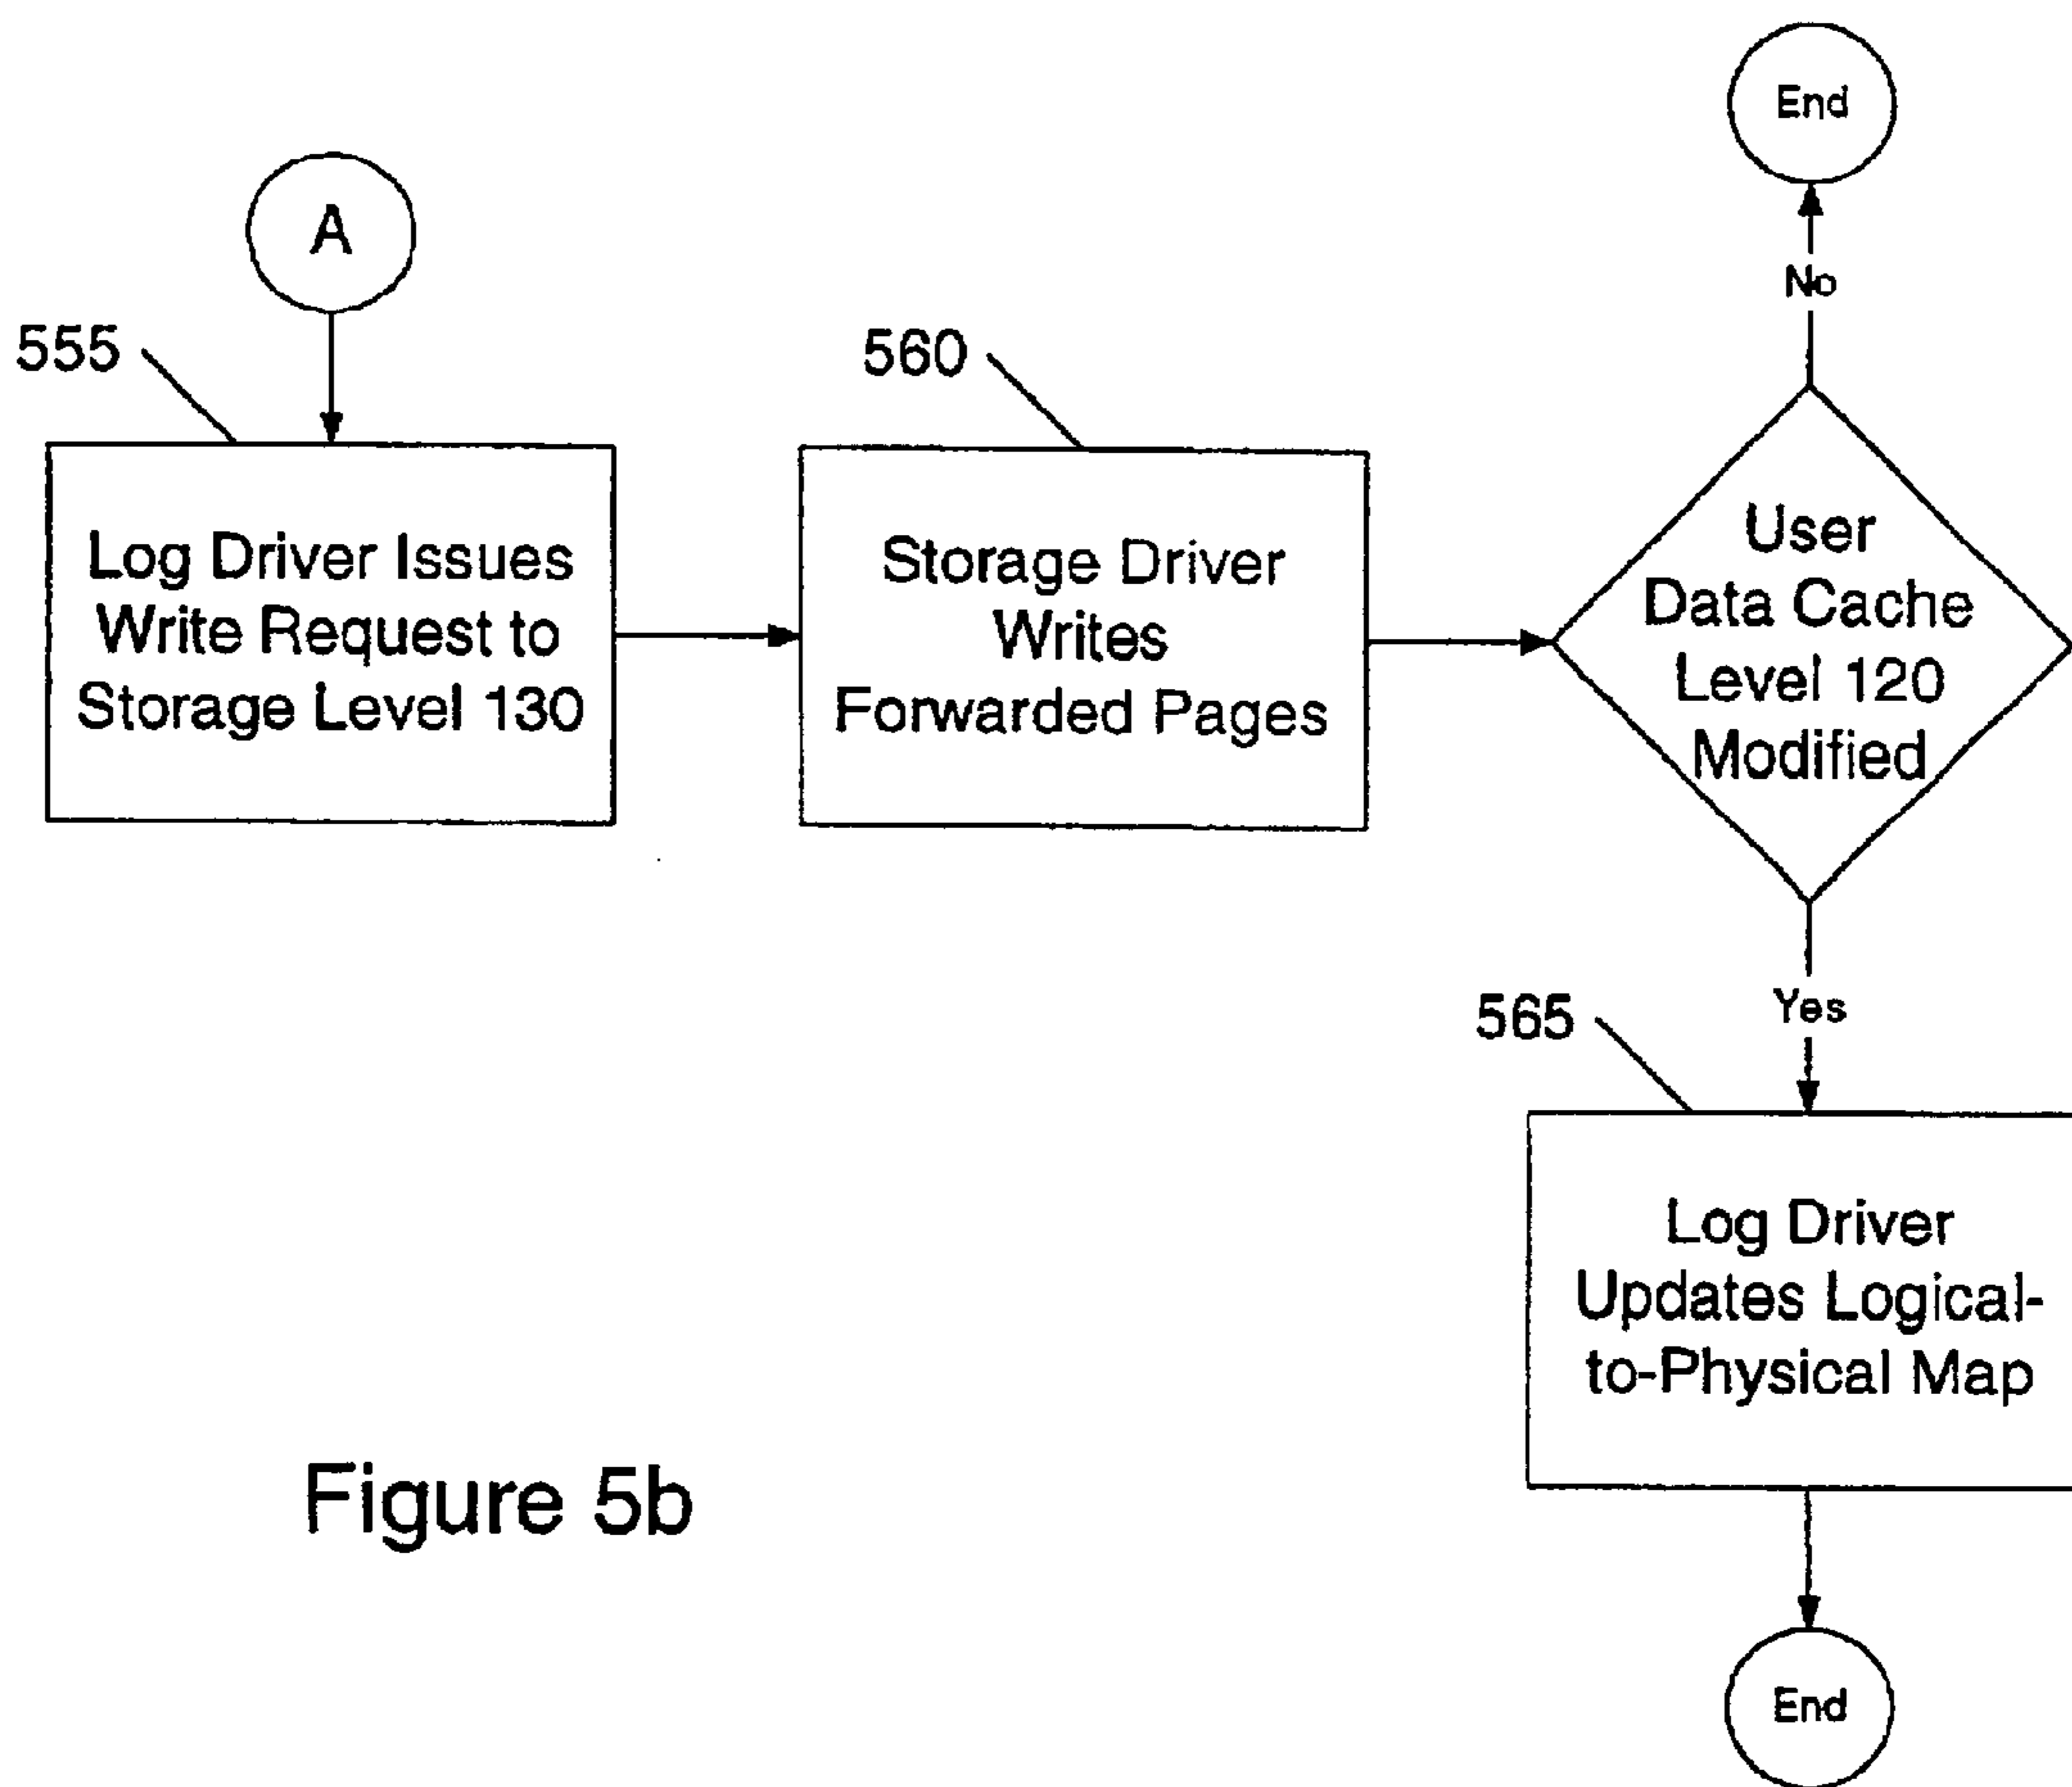 A
555
Log Driver Issues
Write Request to
Storage Level 130
560
Storage Driver
Writes
Forwarded Pages
User
Data Cache
Level 120
Modified
No
End
Yes
565
Log Driver
Updates Logical-
to-Physical Map
End
Figure 5b